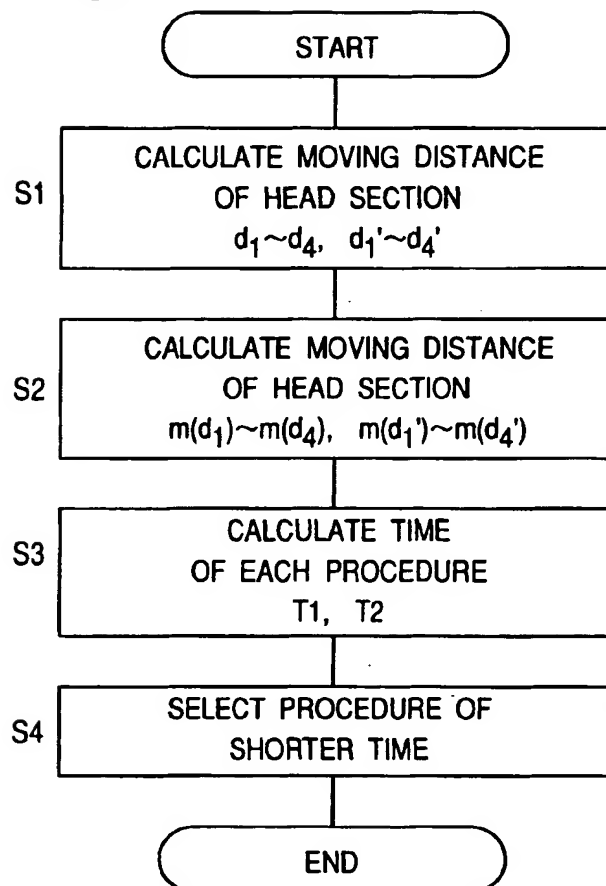 START
S1
CALCULATE MOVING DISTANCE
OF HEAD SECTION
d₁~d₄, d₁'~d₄'
S2
CALCULATE MOVING DISTANCE
OF HEAD SECTION
m(d₁)~m(d₄), m(d₁')~m(d₄')
S3
CALCULATE TIME
OF EACH PROCEDURE
T1, T2
S4
SELECT PROCEDURE OF
SHORTER TIME
END